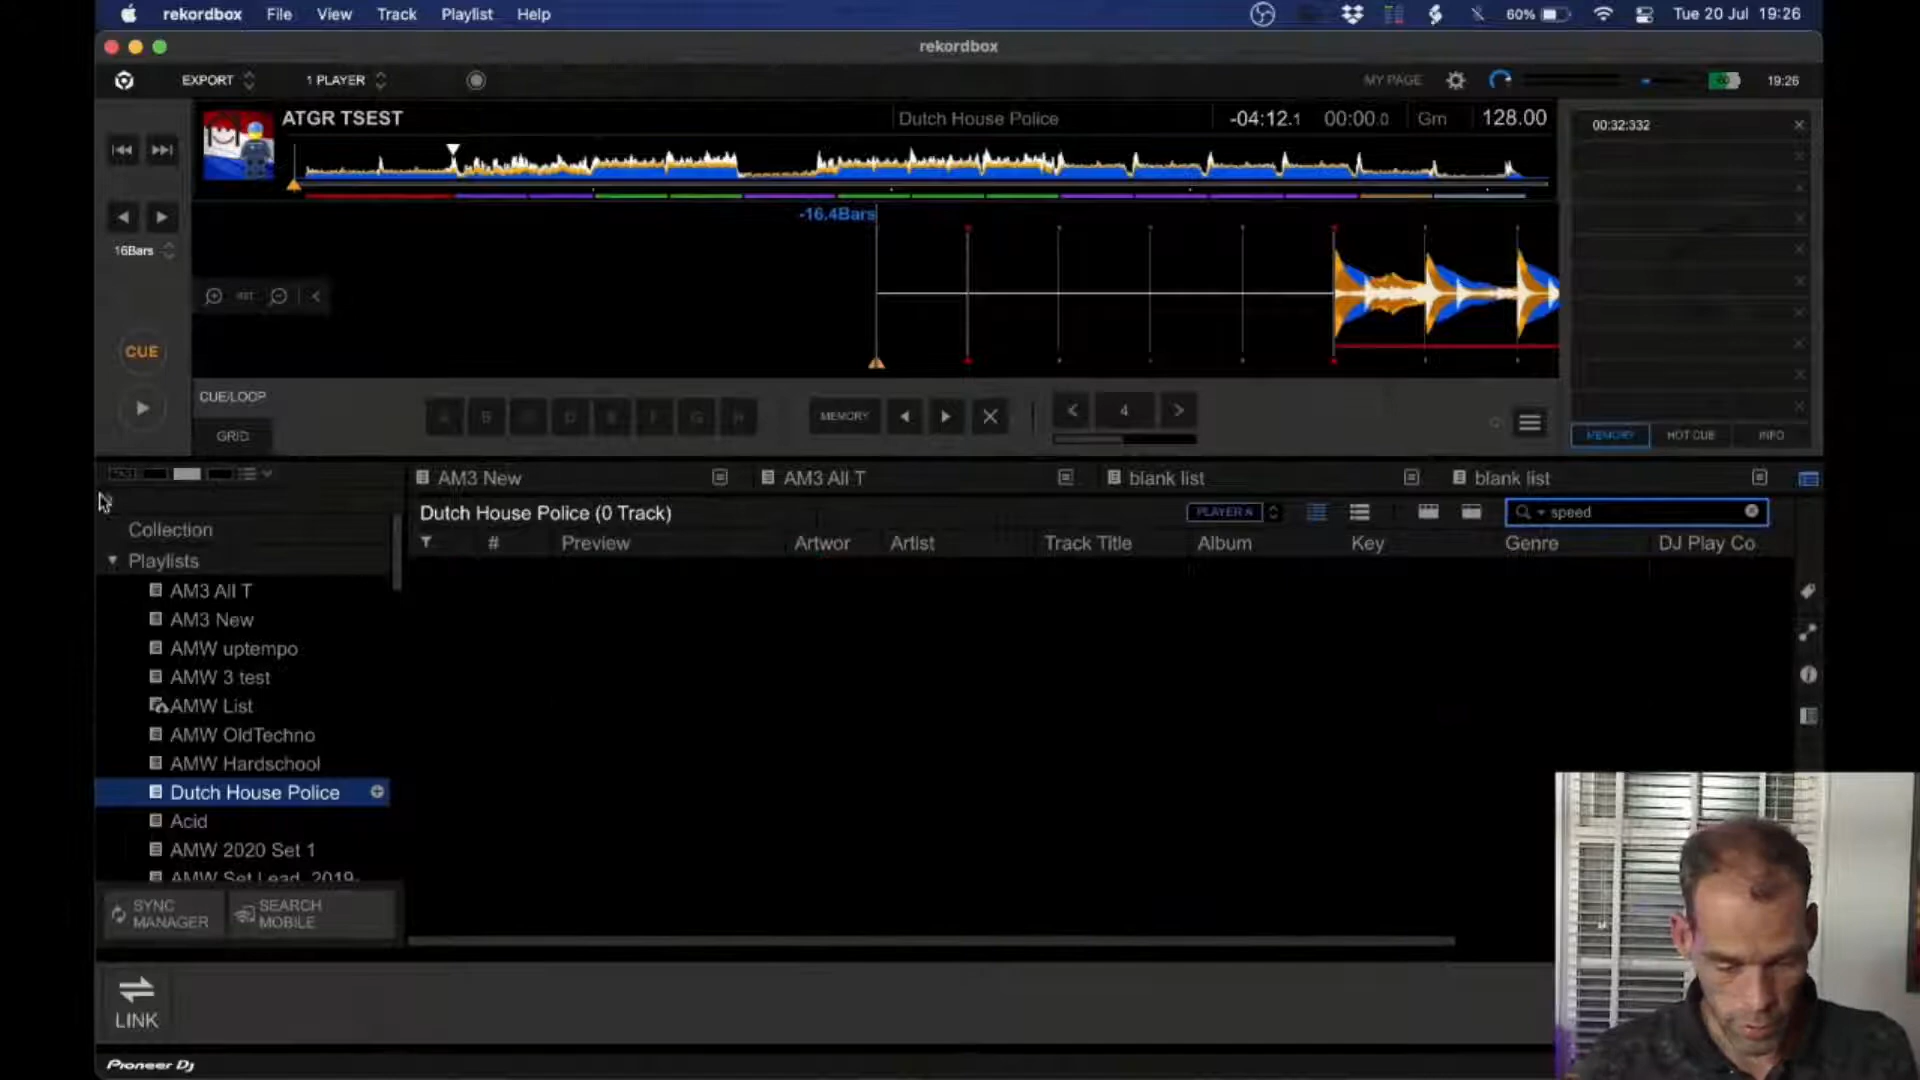 rekordbox File View Track Playlist Help 60% Tue 20 Jul 19:26
rekordbox
EXPORT 1 PLAYER MY PAGE 19:26
ATGR TSEST Dutch House Police -04:12.1 00:00.0 Gm 128.00
00:32:332
-16.4Bars
16Bars
CUE
CUE/LOOP
GRID
A B C D E F G H MEMORY 4
MEMORY HOT CUE INFO
AM3 New AM3 All T blank list blank list
Dutch House Police (0 Track) PLAYER A speed
# Preview Artwor Artist Track Title Album Key Genre DJ Play Co
Collection
Playlists
AM3 All T
AM3 New
AMW uptempo
AMW 3 test
AMW List
AMW OldTechno
AMW Hardschool
Dutch House Police
Acid
AMW 2020 Set 1
AMW Set Lead 2019-
SYNC MANAGER
SEARCH MOBILE
LINK
Pioneer Dj